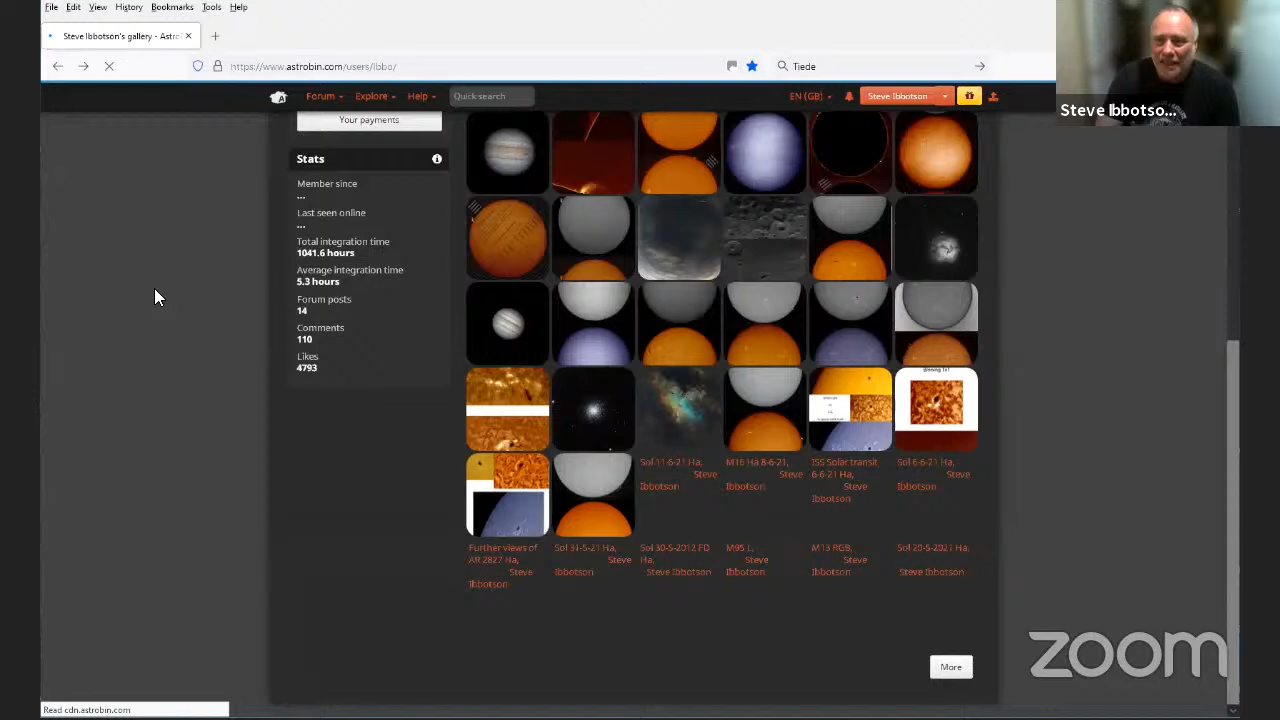 File Edit View History Bookmarks Tools Help
Steve Ibbotson's gallery - Astro
https://www.astrobin.com/users/Ibbo/
Tiede
Forum Explore Help Quick search EN (GB) Steve Ibbotson
Steve Ibbotso...
Your payments
Stats
Member since
...
Last seen online
...
Total integration time
1041.6 hours
Average integration time
5.3 hours
Forum posts
14
Comments
110
Likes
4793
Binning 1x1
Sol 11-6-21 Ha,
Steve
Ibbotson
M16 Ha 8-6-21,
Steve
Ibbotson
ISS Solar transit
6-6-21 Ha,
Steve
Ibbotson
Sol 6-6-21 Ha,
Steve
Ibbotson
Further views of
AR 2827 Ha,
Steve
Ibbotson
Sol 31-5-21 Ha,
Steve
Ibbotson
Sol 30-5-2012 FD
Ha,
Steve Ibbotson
M95 L,
Steve
Ibbotson
M13 RGB,
Steve
Ibbotson
Sol 20-5-2021 Ha,
Steve Ibbotson
More
zoom
Read cdn.astrobin.com